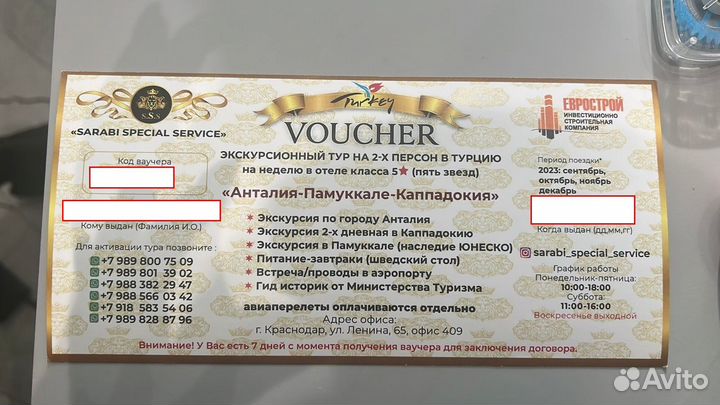 S.S.s
«SARABI SPECIAL SERVICE»
Код ваучера
Кому выдан (Фамилия И.О.)
Для активации тура позвоните :
+7 989 800 75 09
+7 989 801 39 02
+7 988 382 29 47
+7 988 566 03 42
+7 918 583 54 06
+7 989 828 87 96
Turkey
VOUCHER
ЭКСКУРСИОННЫЙ ТУР НА 2-Х ПЕРСОН В ТУРЦИЮ
на неделю в отеле класса 5★ (пять звезд)
«Анталия-Памуккале-Каппадокия»
✶ Экскурсия по городу Анталия
✶ Экскурсия 2-х дневная в Каппадокию
✶ Экскурсия в Памуккале (наследие ЮНЕСКО)
✶ Питание-завтраки (шведский стол)
✶ Встреча/проводы в аэропорту
✶ Гид историк от Министерства Туризма
авиаперелеты оплачиваются отдельно
Адрес офиса:
г. Краснодар, ул. Ленина, 65, офис 409
ЕВРОСТРОЙ
ИНВЕСТИЦИОННО
СТРОИТЕЛЬНАЯ
КОМПАНИЯ
Период поездки*
2023: сентябрь,
октябрь, ноябрь
декабрь
Когда выдан (дд,мм,гг)
sarabi_special_service
График работы
Понедельник-пятница:
10:00-18:00
Суббота:
11:00-16:00
Воскресенье выходной
Внимание! У Вас есть 7 дней с момента получения ваучера для заключения договора.
Avito